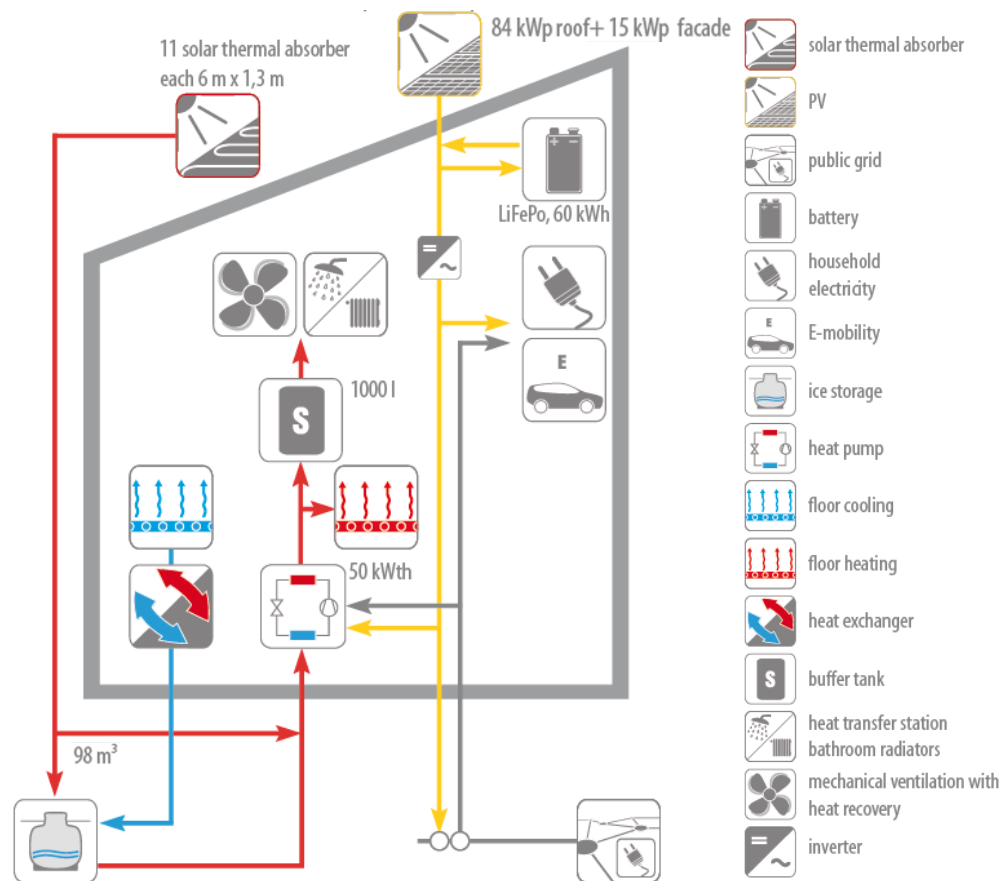 84 kWp roof+ 15 kWp facade
11 solar thermal absorber
each 6 m x 1,3 m
LiFePo, 60 kWh
1000 l
S
E
50 kWth
98 m³
solar thermal absorber
PV
public grid
battery
household
electricity
E
E-mobility
ice storage
heat pump
floor cooling
floor heating
heat exchanger
S
buffer tank
heat transfer station
bathroom radiators
mechanical ventilation with
heat recovery
inverter